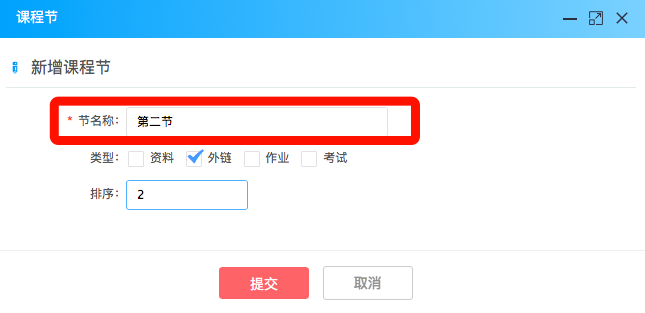 课程节
新增课程节
* 节名称: 第二节
类型: 资料 外链 作业 考试
排序: 2
提交 取消